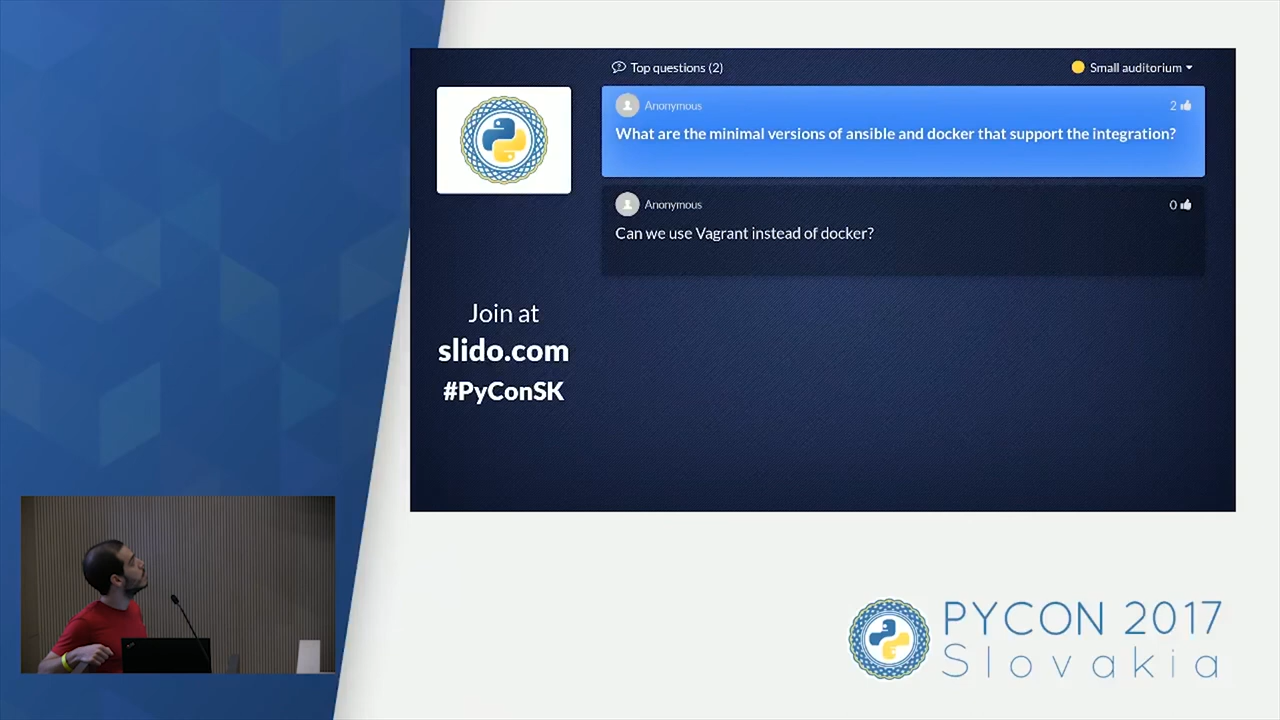 Top questions (2)
Small auditorium
Anonymous
2
What are the minimal versions of ansible and docker that support the integration?
Anonymous
0
Can we use Vagrant instead of docker?
Join at
slido.com
#PyConSK
PYCON 2017
Slovakia